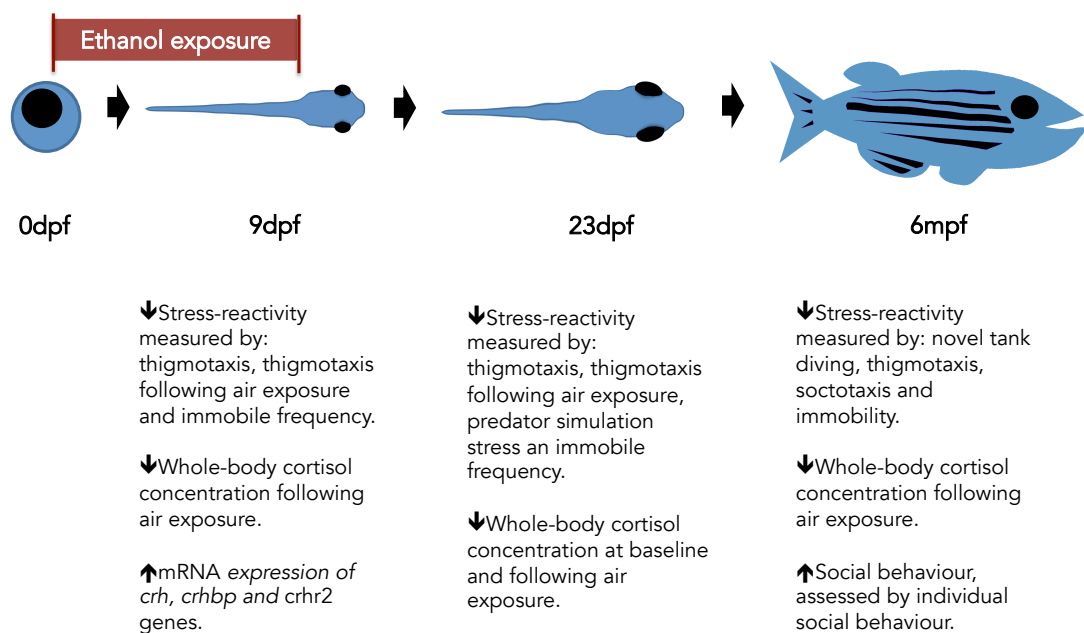 Ethanol exposure
0dpf
9dpf
23dpf
6mpf
🡫Stress-reactivity
measured by:
thigmotaxis, thigmotaxis
following air exposure
and immobile frequency.
🡫Whole-body cortisol
concentration following
air exposure.
🡩mRNA expression of
crh, crhbp and crhr2
genes.
🡫Stress-reactivity
measured by:
thigmotaxis, thigmotaxis
following air exposure,
predator simulation
stress an immobile
frequency.
🡫Whole-body cortisol
concentration at baseline
and following air
exposure.
🡫Stress-reactivity
measured by: novel tank
diving, thigmotaxis,
soctotaxis and
immobility.
🡫Whole-body cortisol
concentration following
air exposure.
🡩Social behaviour,
assessed by individual
social behaviour.